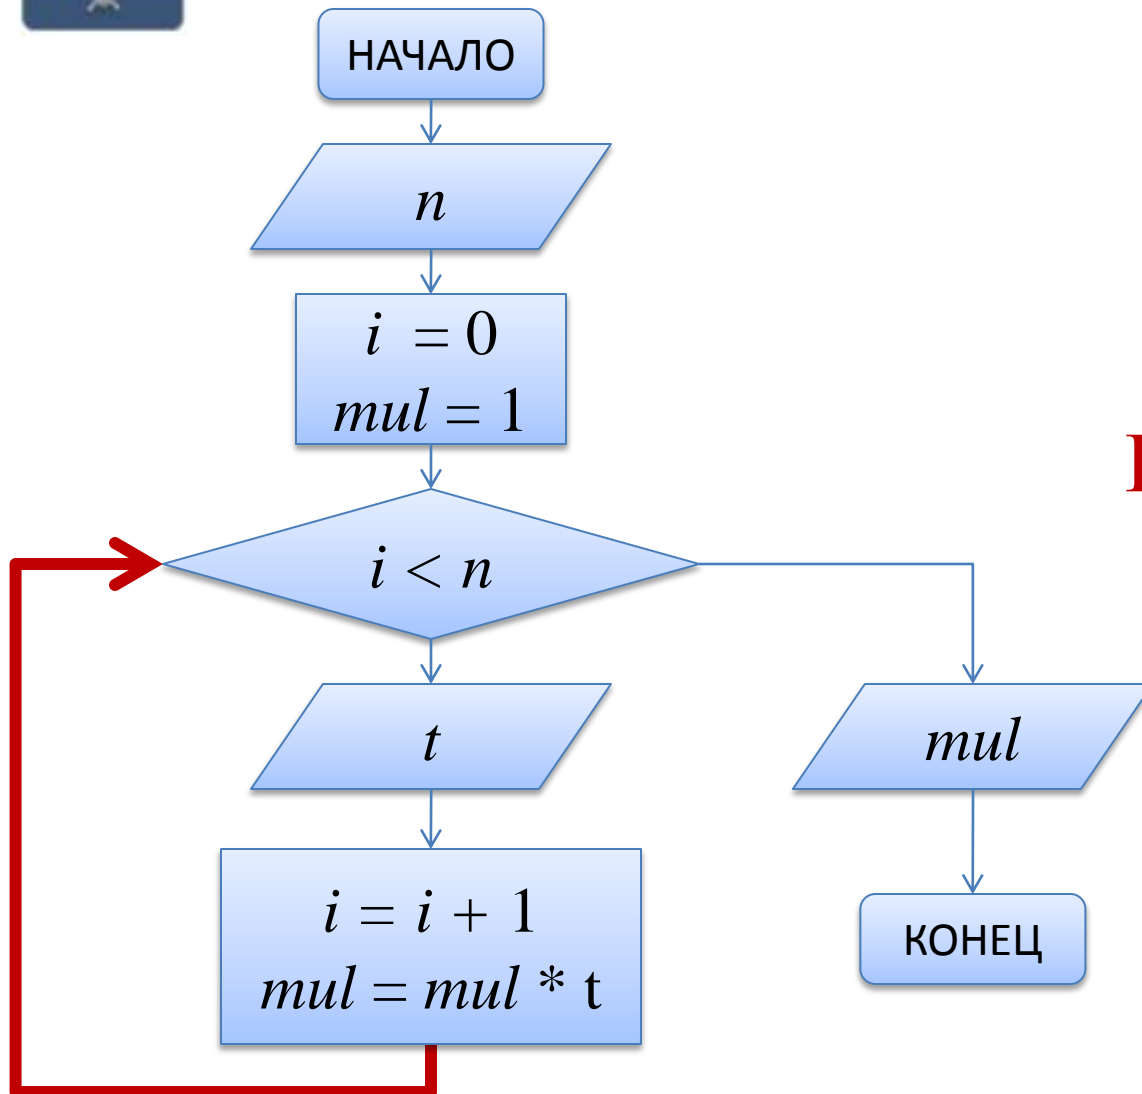 НАЧАЛО
n
i = 0
mul = 1
i < n
t
i = i + 1
mul = mul * t
mul
КОНЕЦ